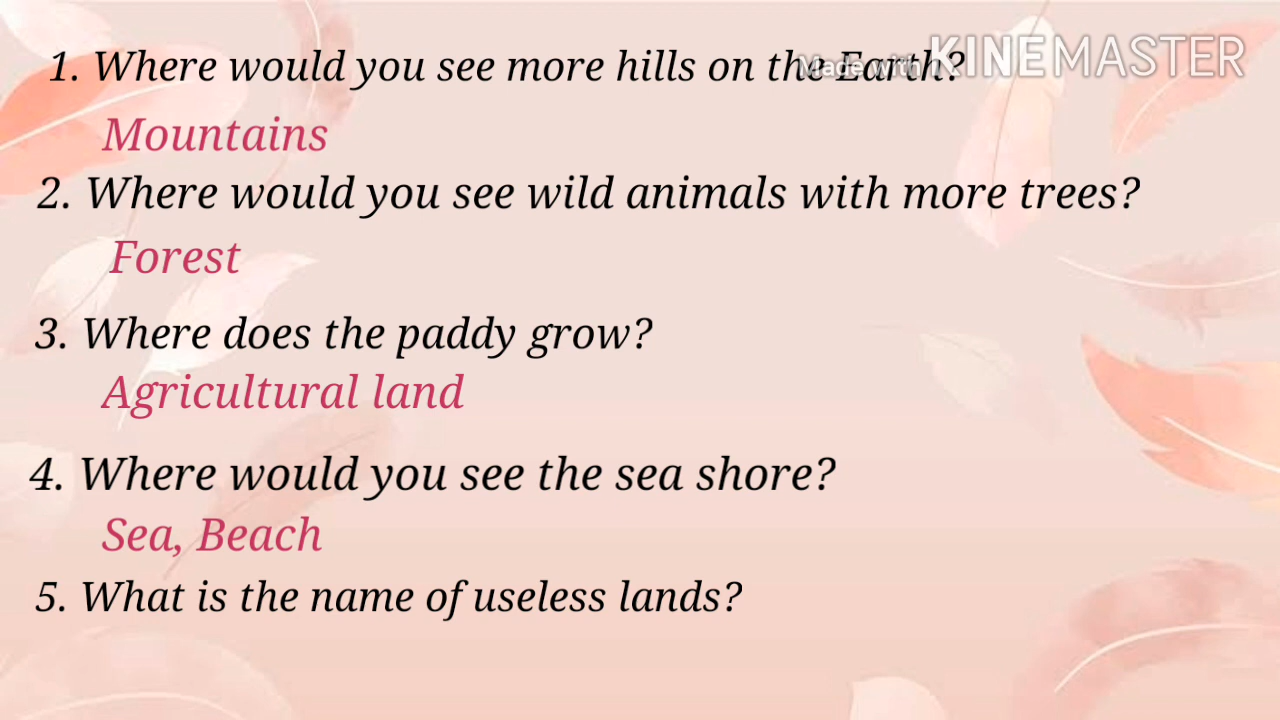 1. Where would you see more hills on the Earth?
Made with KINEMASTER
Mountains
2. Where would you see wild animals with more trees?
Forest
3. Where does the paddy grow?
Agricultural land
4. Where would you see the sea shore?
Sea, Beach
5. What is the name of useless lands?